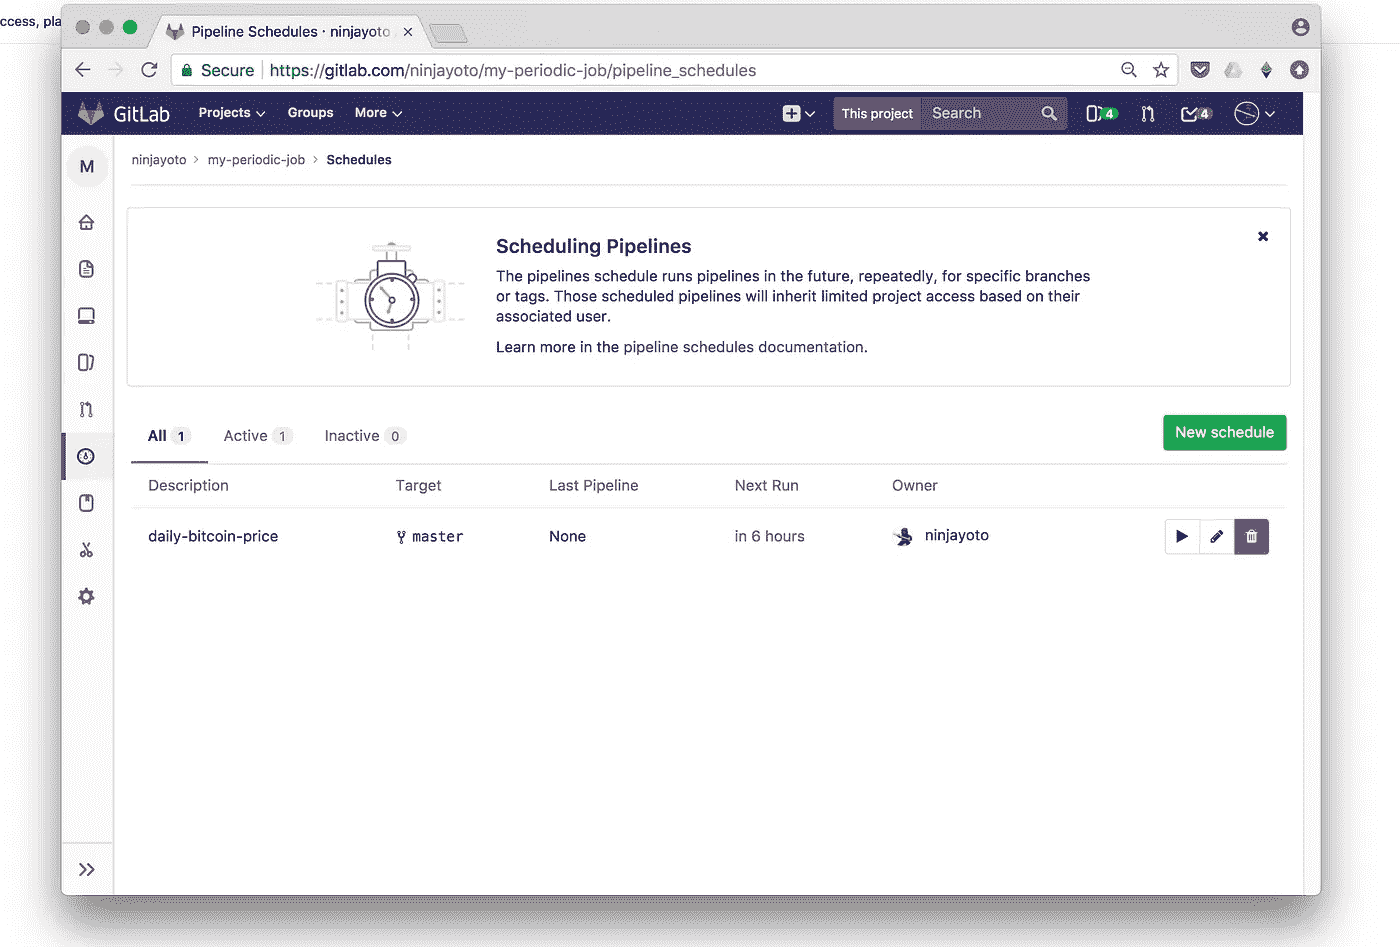 ccess, pla
Pipeline Schedules · ninjayoto
Secure https://gitlab.com/ninjayoto/my-periodic-job/pipeline_schedules
GitLab Projects Groups More This project Search 4 4
M
ninjayoto › my-periodic-job › Schedules
Scheduling Pipelines
The pipelines schedule runs pipelines in the future, repeatedly, for specific branches
or tags. Those scheduled pipelines will inherit limited project access based on their
associated user.
Learn more in the pipeline schedules documentation.
All 1 Active 1 Inactive 0 New schedule
Description Target Last Pipeline Next Run Owner
daily-bitcoin-price master None in 6 hours ninjayoto